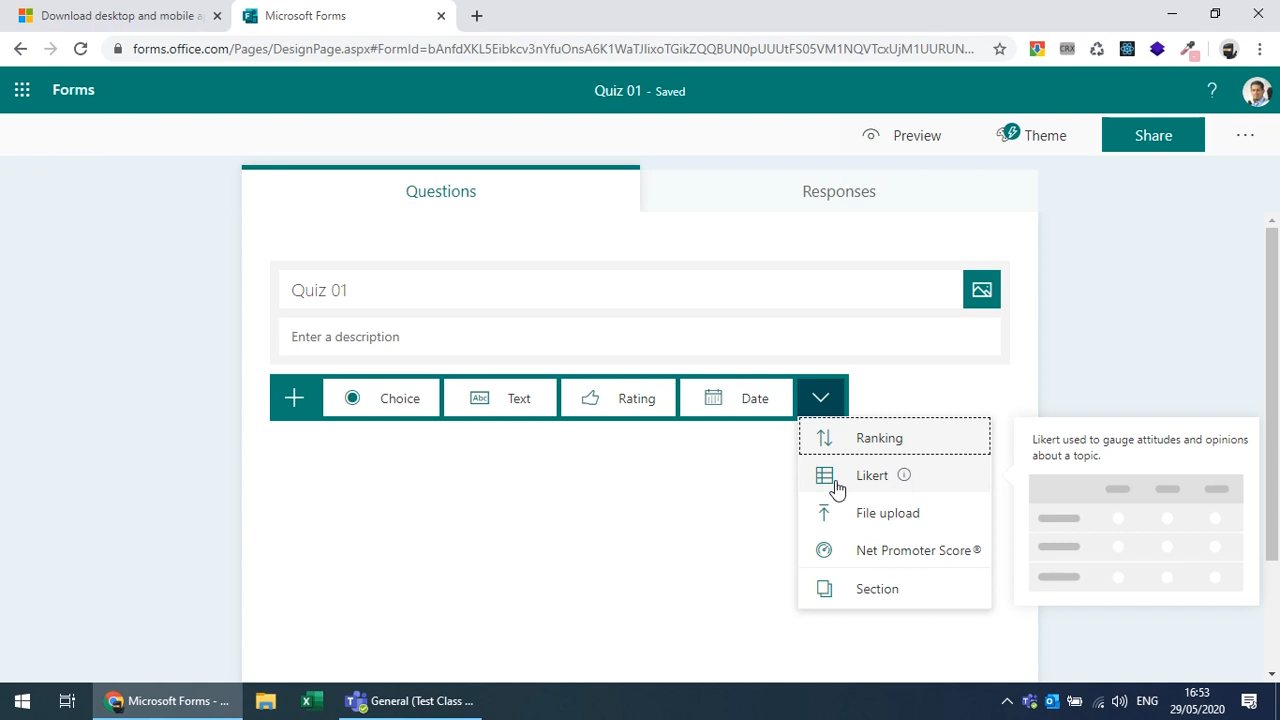 Download desktop and mobile a
Microsoft Forms
forms.office.com/Pages/DesignPage.aspx#FormId=bAnfdXKL5Eibkcv3nYfuOnsA6K1WaTJlixoTGikZQQBUN0pUUUtFS05VM1NQVTcxUjM1UURUN...
CRX
Forms
Quiz 01 - Saved
?
Preview
Theme
Share
...
Questions
Responses
Quiz 01
Enter a description
Choice
Abc
Text
Rating
Date
Ranking
Likert
File upload
Net Promoter Score®
Section
Likert used to gauge attitudes and opinions
about a topic.
Microsoft Forms - ...
General (Test Class ...
ENG
16:53
29/05/2020